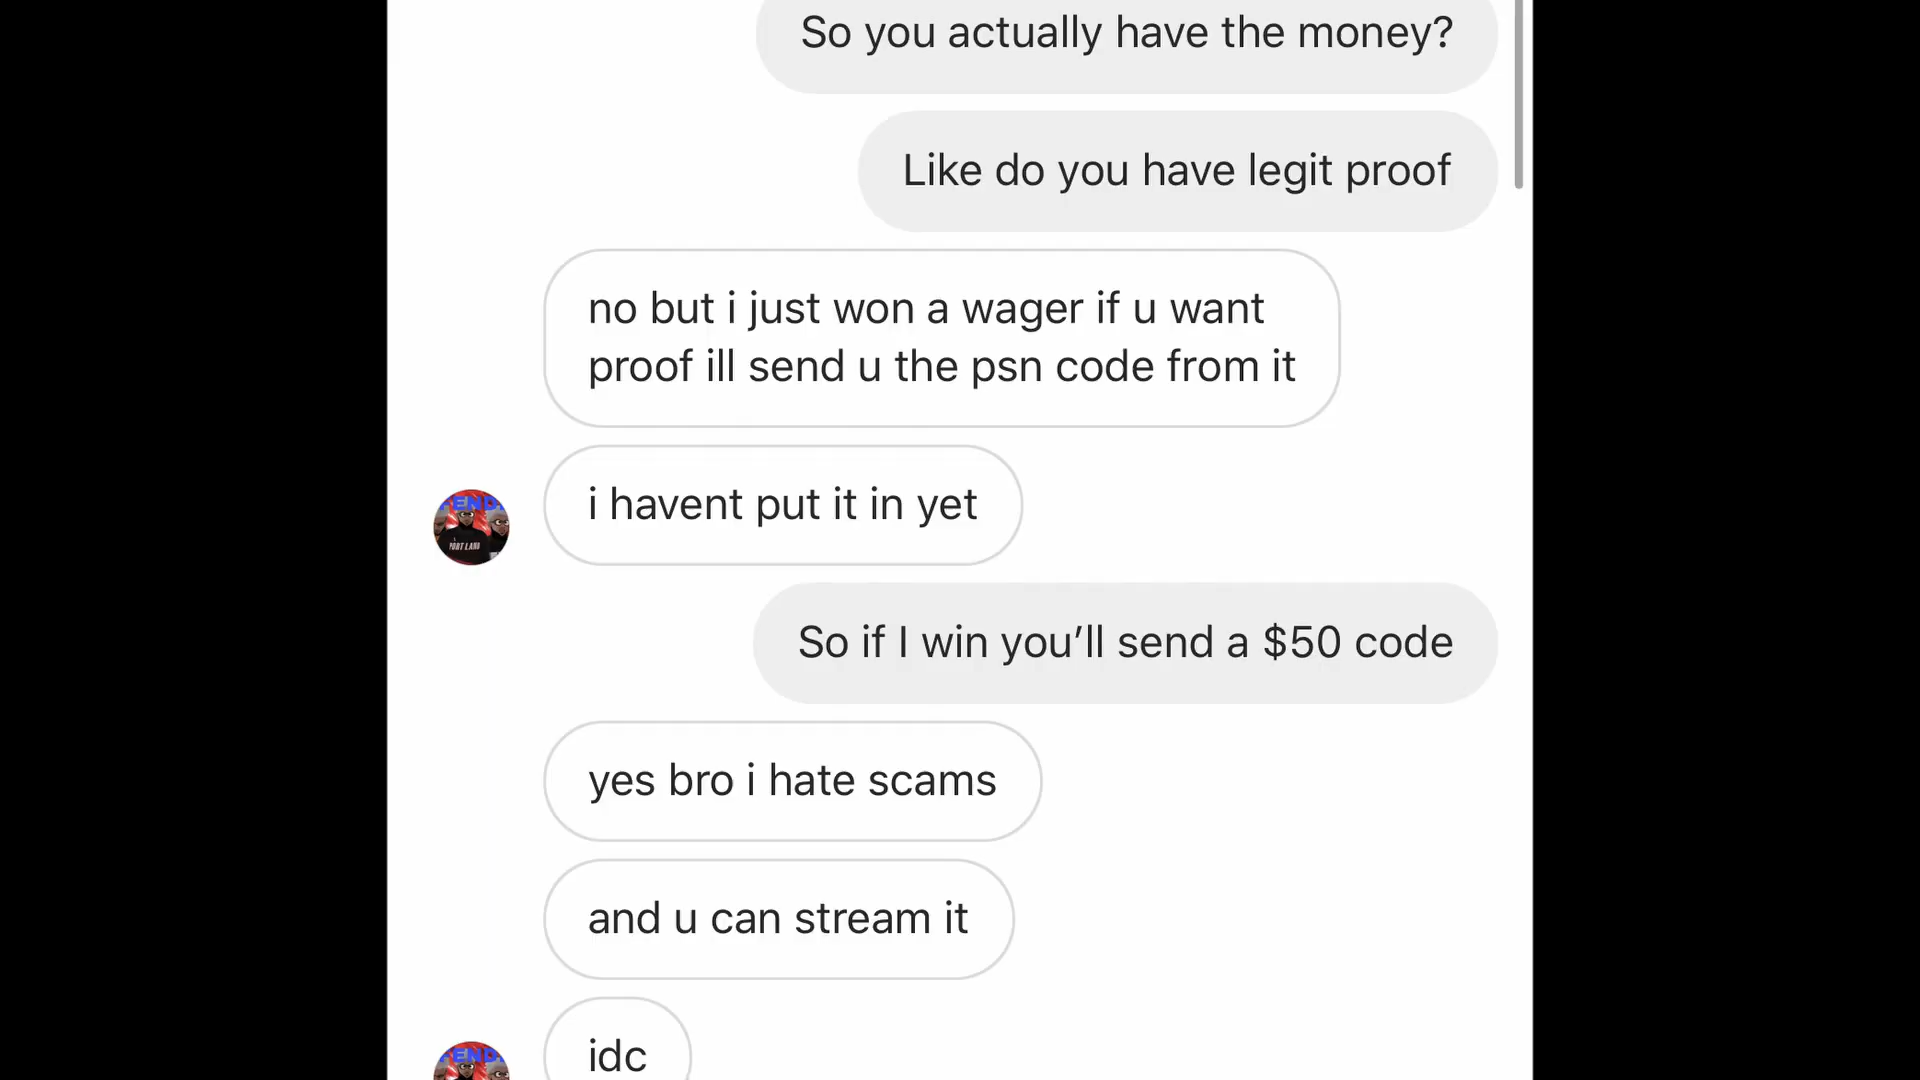 So you actually have the money?
Like do you have legit proof
no but i just won a wager if u want
proof ill send u the psn code from it
i havent put it in yet
PORTLAND
So if I win you’ll send a $50 code
yes bro i hate scams
and u can stream it
idc